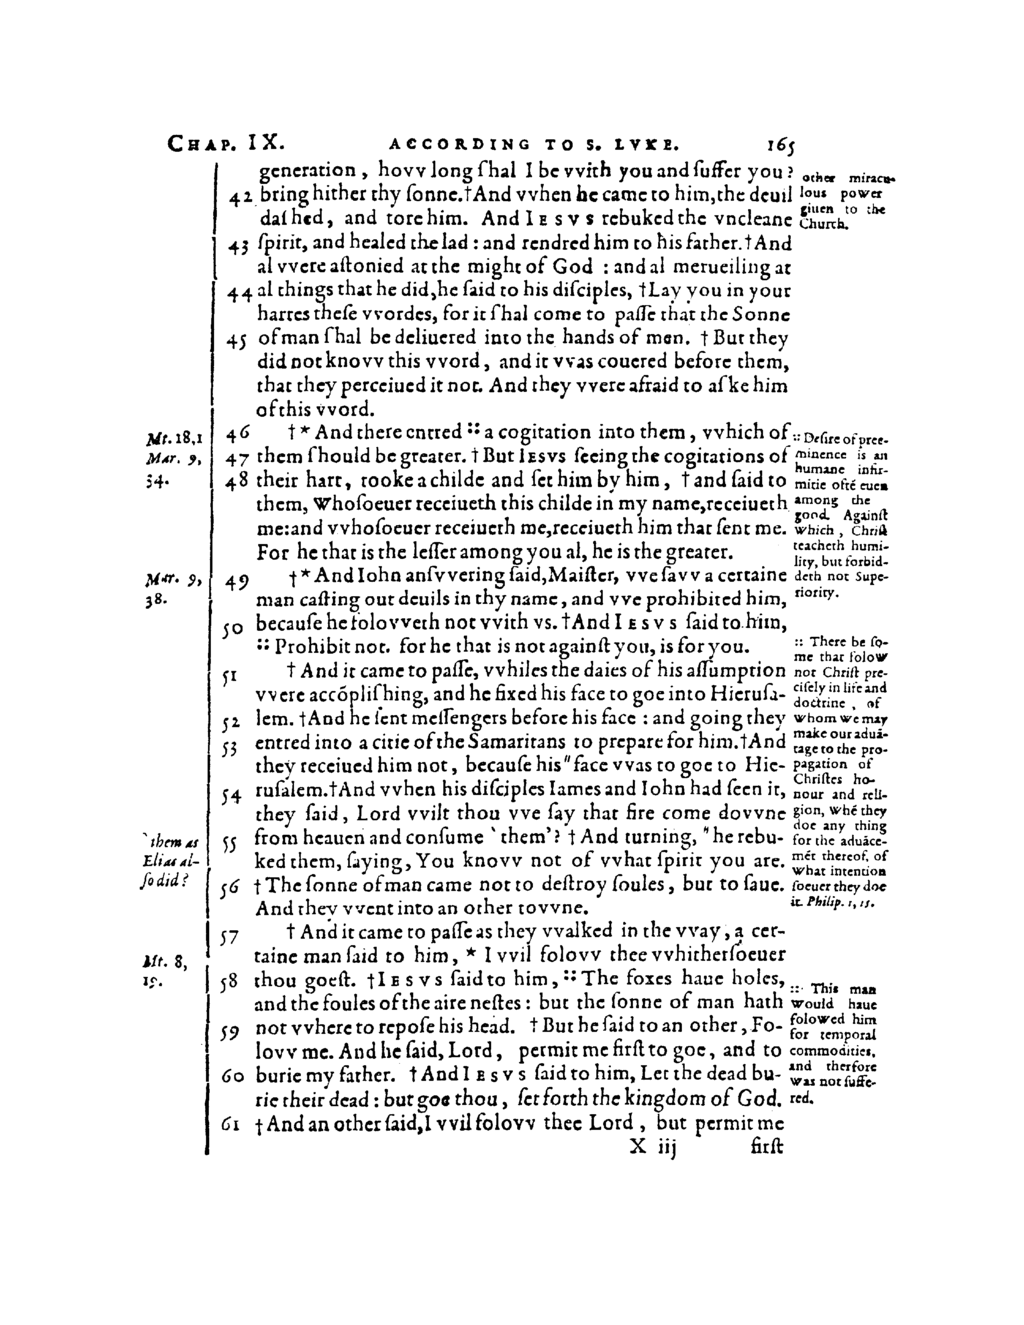 CHAP. IX. ACCORDING TO S. LVKE. 165
generation, hovv long ſhal I be vvith you and ſuffer you?
42 bring hither thy ſonne. †And vvhen he came to him, the deuil
daſhed, and tore him. And IESVS rebuked the vncleane
43 ſpirit, and healed the lad: and rendred him to his father. †And
al vvere aſtonied at the might of God: and al merueiling at
44 al things that he did, he ſaid to his diſciples, †Lay you in your
hartes theſe vvordes, for it ſhal come to paſſe that the Sonne
45 of man ſhal be deliuered into the hands of men. † But they
did not knovv this vvord, and it vvas couered before them,
that they perceiued it not. And they vvere afraid to aſke him
of this vvord.
46 † * And there entred :: a cogitation into them, vvhich of
47 them ſhould be greater. † But IESVS ſeeing the cogitations of
48 their hart, tooke a childe and ſet him by him, † and ſaid to
them, Whoſoeuer receiueth this childe in my name, receiueth
me: and vvhoſoeuer receiueth me, receiueth him that ſent me.
For he that is the leſſer among you al, he is the greater.
49 † * And Iohn anſvvering ſaid, Maiſter, vve ſavv a certaine
man caſting out deuils in thy name, and vve prohibited him,
50 becauſe he folovveth not vvith vs. †And IESVS ſaid to him,
:: Prohibit not. for he that is not againſt you, is for you.
51 † And it came to paſſe, vvhiles the daies of his aſſumption
vvere accópliſhing, and he fixed his face to goe into Hieruſa-
52 lem. †And he ſent meſſengers before his face: and going they
53 entred into a citie of the Samaritans to prepare for him. †And
they receiued him not, becauſe his " face vvas to goe to Hie-
54 ruſalem. †And vvhen his diſciples Iames and Iohn had ſeen it,
they ſaid, Lord vvilt thou vve ſay that fire come dovvne
55 from heauen and conſume ‵ them'? † And turning, " he rebu-
ked them, ſaying, You knovv not of vvhat ſpirit you are.
56 † The ſonne of man came not to deſtroy ſoules, but to ſaue.
And they vvent into an other tovvne.
57 † And it came to paſſe as they vvalked in the vvay, a cer-
taine man ſaid to him, * I vvil folovv thee vvhitherſoeuer
58 thou goeſt. †IESVS ſaid to him, :: The foxes haue holes,
and the foules of the aire neſtes: but the ſonne of man hath
59 not vvhere to repoſe his head. † But he ſaid to an other, Fo-
lovv me. And he ſaid, Lord, permit me firſt to goe, and to
60 burie my father. † And IESVS ſaid to him, Let the dead bu-
rie their dead: but goe thou, ſet forth the kingdom of God.
61 † And an other ſaid, I vvil folovv thee Lord, but permit me
X iij firſt
Mt. 18,1
Mar. 9,
34.
Mar. 9,
38.
‵them as
Elias al-
ſo did?
Mt. 8,
19.
other miracu-
lous power
giuen to the
Church.
:: Deſire of pree-
minence is an
humane infir-
mitie ofté euen
among the
good. Againſt
which, Chriſt
teacheth humi-
lity, but forbid-
deth not Supe-
riority.
:: There be ſo-
me that folow
not Chriſt pre-
ciſely in life and
doctrine, of
whom we may
make our aduā-
tage to the pro-
pagation of
Chriſtes ho-
nour and reli-
gion, whē they
doe any thing
for the aduāce-
mēt thereof, of
what intention
ſoeuer they doe
it. Philip. 1, 15.
:: This man
would haue
folowed him
for temporal
commodities,
and therfore
was not ſuffe-
red.